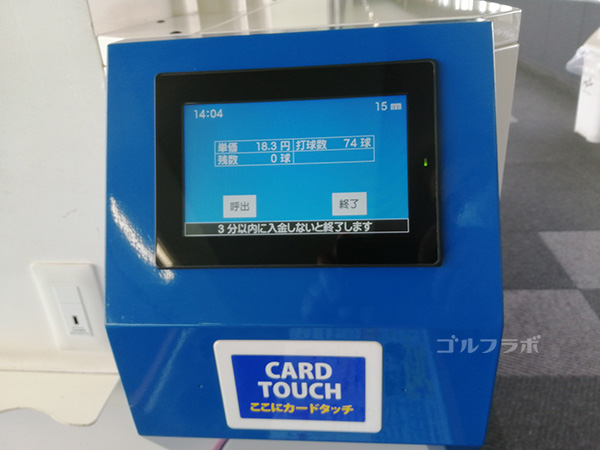 14:04 15 mm
単価 18.3 円 打球数 74 球
残数 0 球
呼出 終了
3 分以内に入金しないと終了します
ゴルフラボ
CARD
TOUCH
ここにカードタッチ